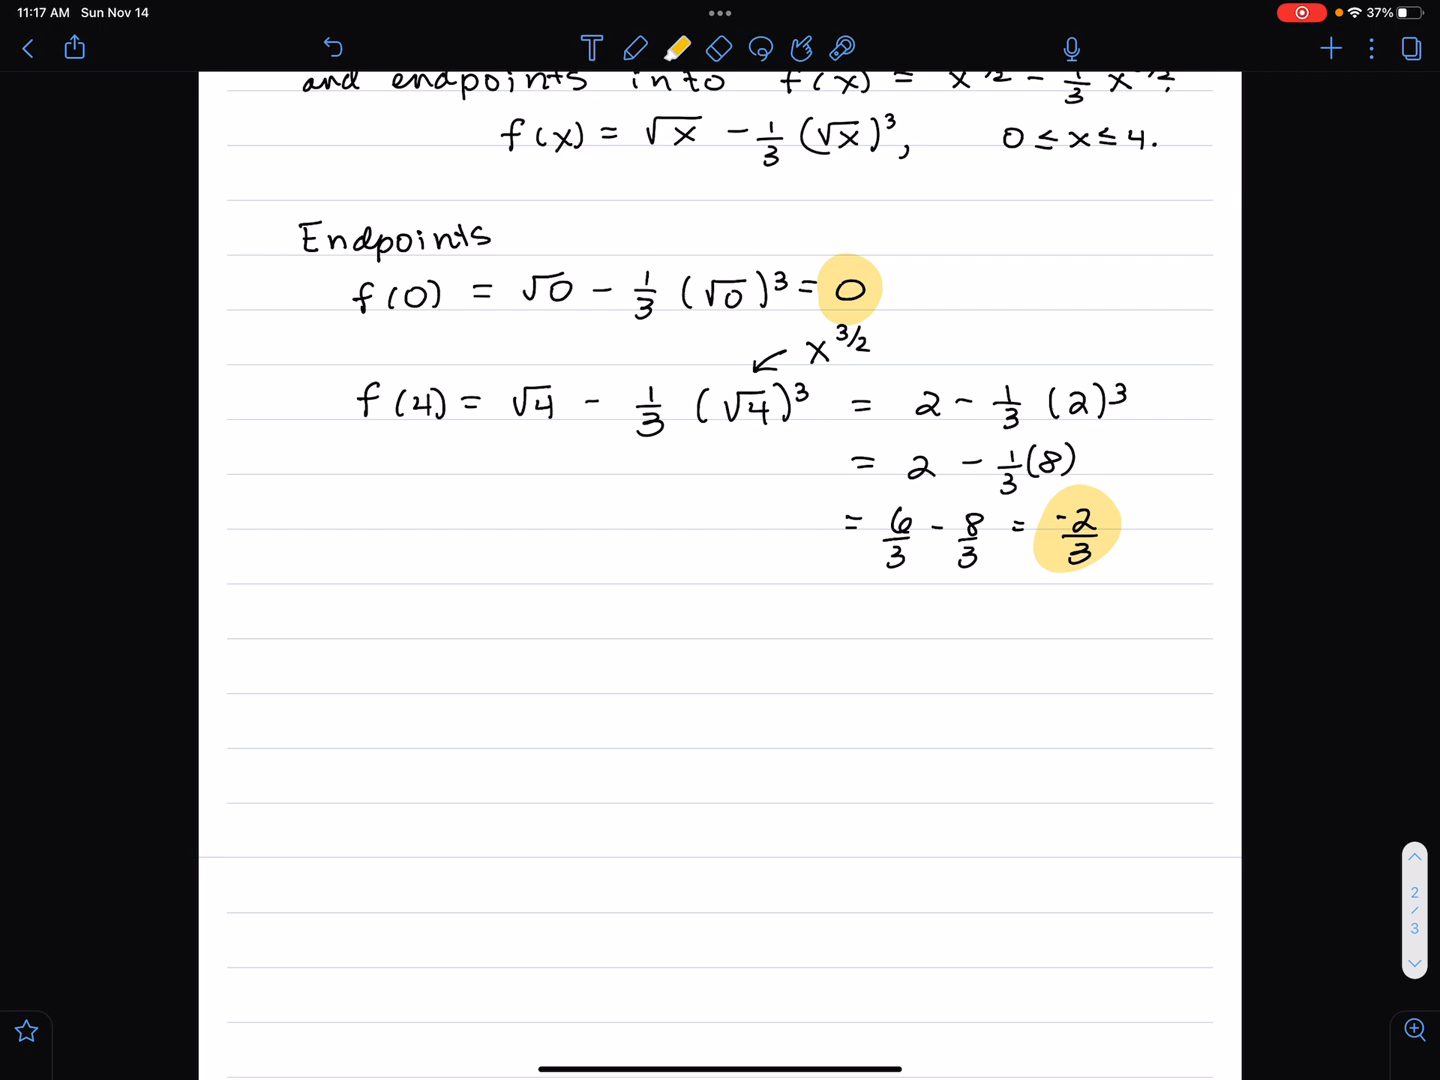 11:17 AM Sun Nov 14
37%
and endpoints into f(x) = x^1/2 - 1/3 x^3/2:
f(x) = √x - 1/3 (√x)^3, 0 ≤ x ≤ 4.
Endpoints
f(0) = √0 - 1/3 (√0)^3 = 0
x^3/2
f(4) = √4 - 1/3 (√4)^3 = 2 - 1/3 (2)^3
= 2 - 1/3(8)
= 6/3 - 8/3 = -2/3
2
/
3